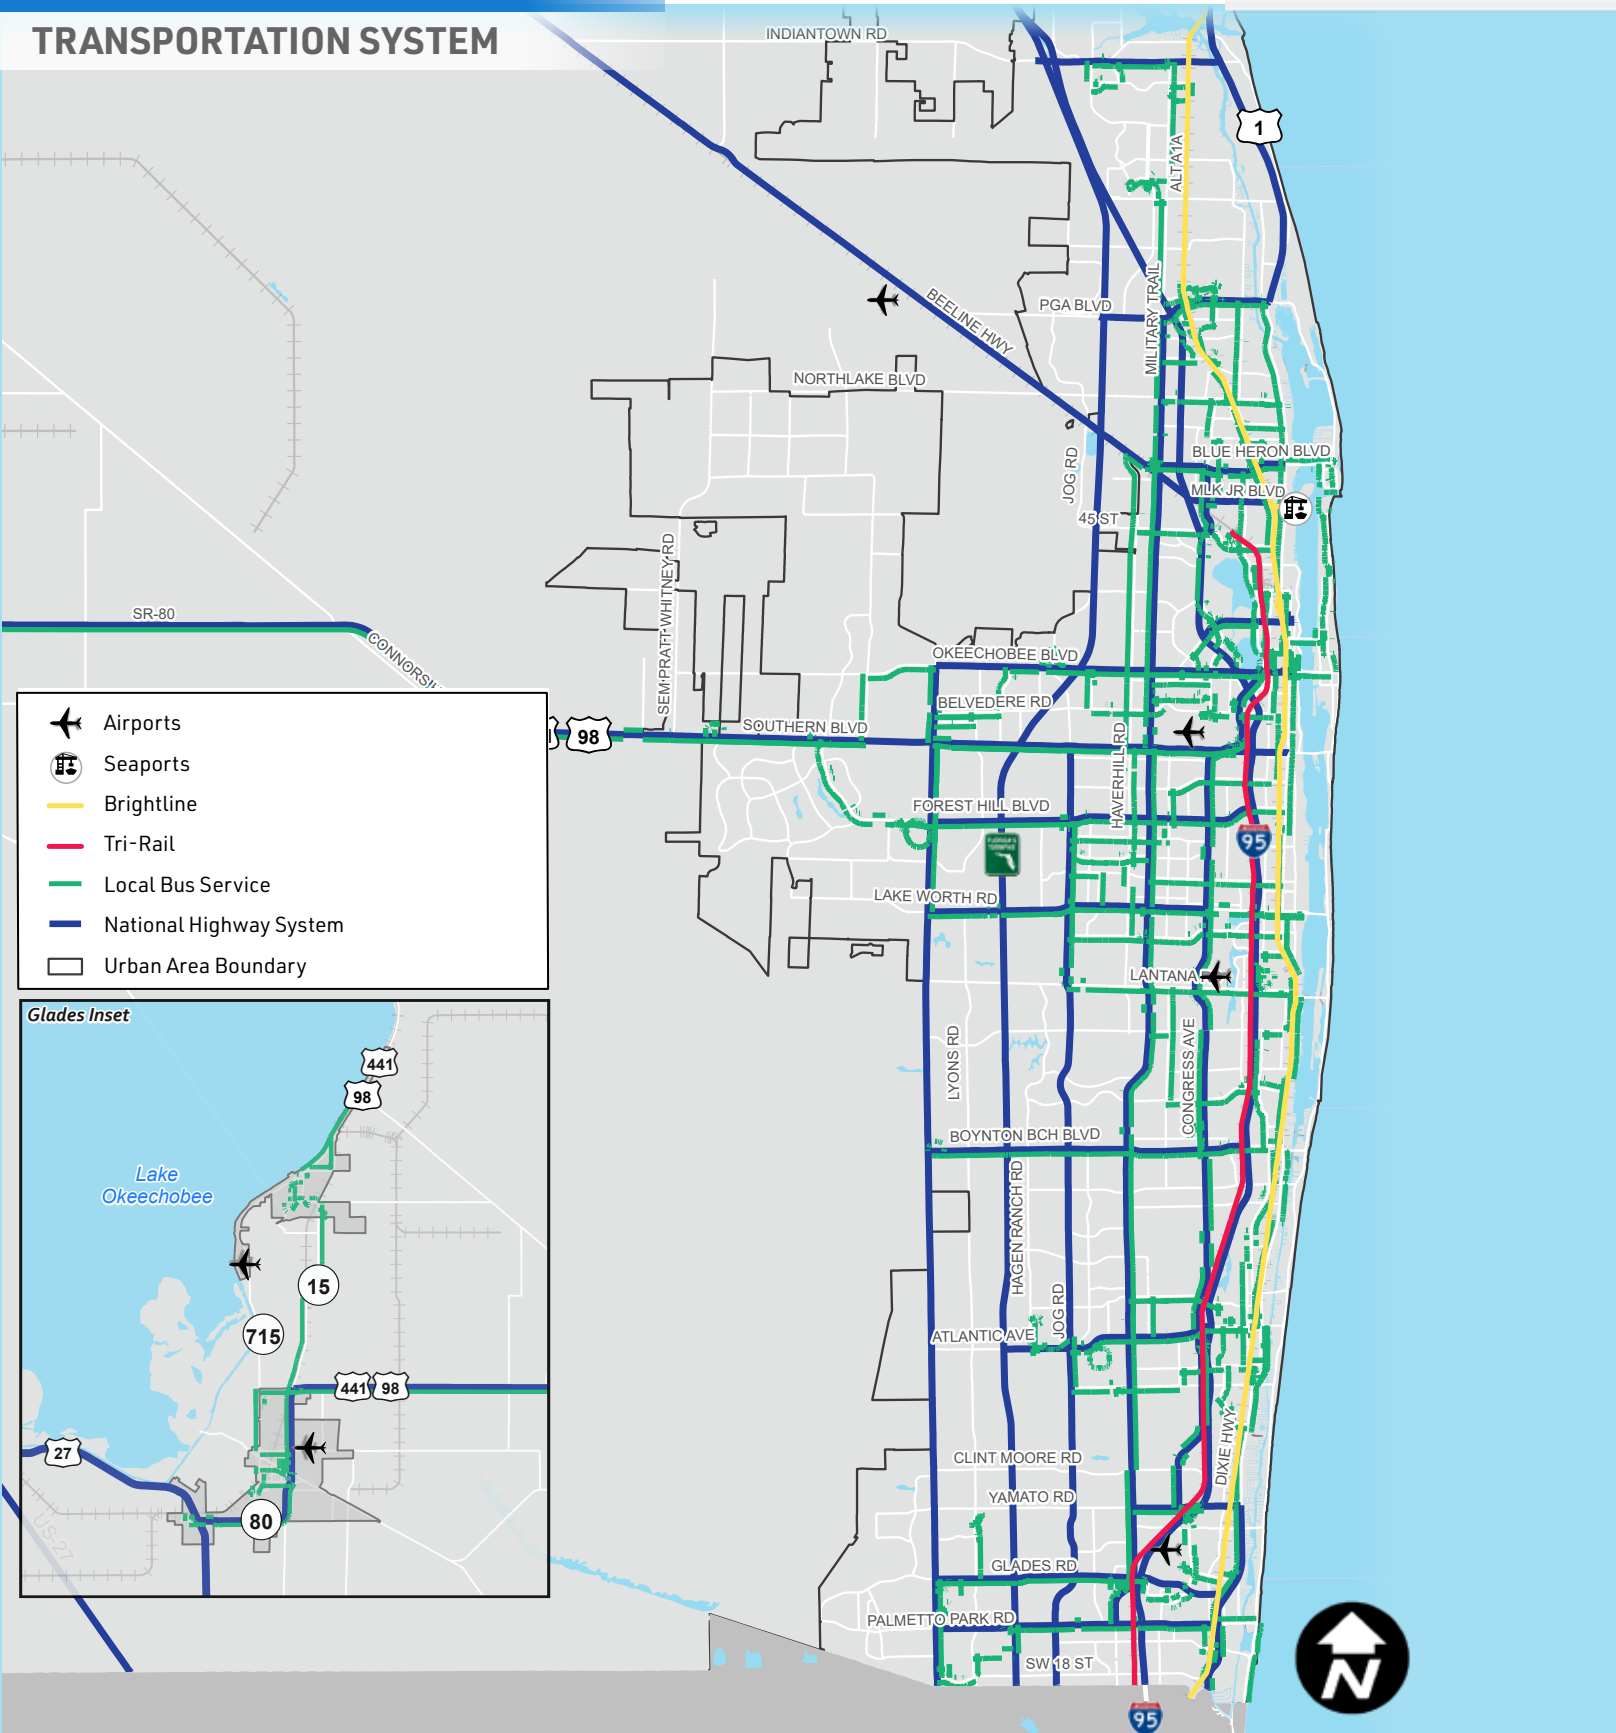 TRANSPORTATION SYSTEM
INDIANTOWN RD
1
ALT A1A
MILITARY TRAIL
PGA BLVD
BEELINE HWY
NORTHLAKE BLVD
JOG RD
BLUE HERON BLVD
MLK JR BLVD
45 ST
SEM PRATT WHITNEY RD
SR-80
OKEECHOBEE BLVD
BELVEDERE RD
SOUTHERN BLVD
98
HAVERHILL RD
FOREST HILL BLVD
95
LAKE WORTH RD
LANTANA
LYONS RD
CONGRESS AVE
BOYNTON BCH BLVD
HAGEN RANCH RD
JOG RD
ATLANTIC AVE
DIXIE HWY
CLINT MOORE RD
YAMATO RD
GLADES RD
PALMETTO PARK RD
SW 18 ST
95
N
Airports
Seaports
Brightline
Tri-Rail
Local Bus Service
National Highway System
Urban Area Boundary
Glades Inset
441
98
Lake
Okeechobee
15
715
441
98
27
80
US-27